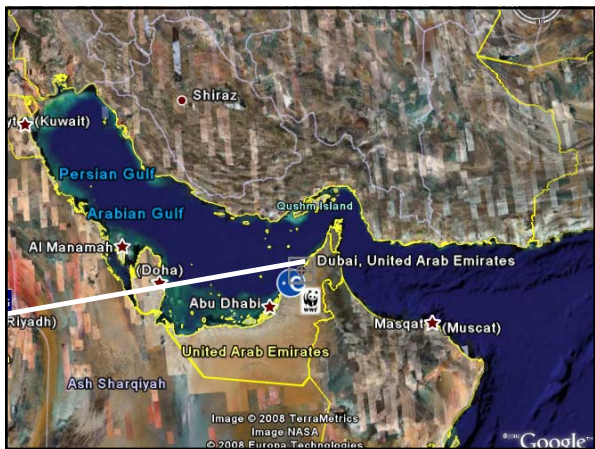 Shiraz
(Kuwait)
Persian Gulf
Arabian Gulf
Qushm Island
Al Manamah
(Doha)
Dubai, United Arab Emirates
Abu Dhabi
WWF
Riyadh)
Masqat (Muscat)
United Arab Emirates
Ash Sharqiyah
Image © 2008 TerraMetrics
Image NASA
© 2008 Europa Technologies
Google